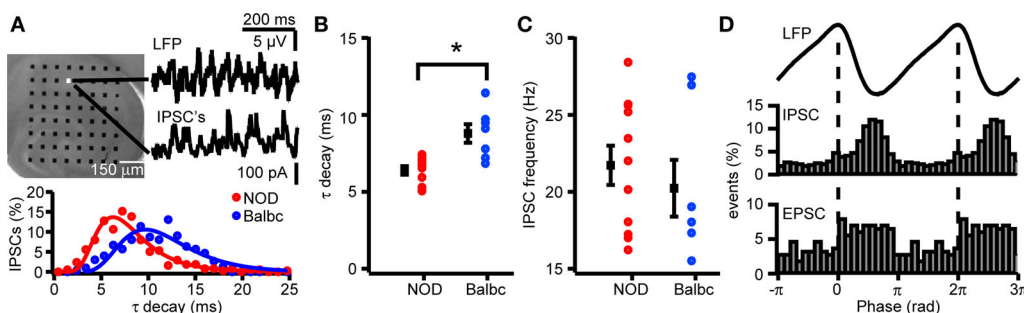 A
200 ms
5 µV
LFP
IPSC's
150 µm
100 pA
NOD
Balbc
IPSCs (%)
20
15
10
5
0
0 5 10 15 20 25
τ decay (ms)
B
*
τ decay (ms)
15
10
5
0
NOD Balbc
C
IPSC frequency (Hz)
30
25
20
15
NOD Balbc
D
LFP
IPSC
15
10
5
0
events (%)
EPSC
10
5
0
-π 0 π 2π 3π
Phase (rad)